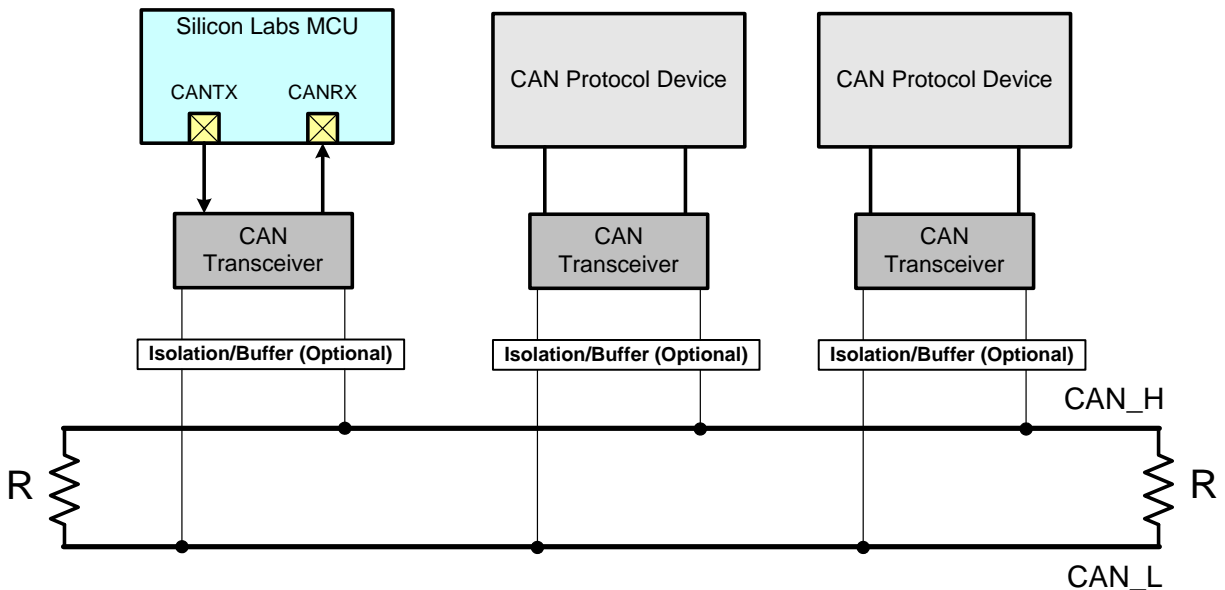 Silicon Labs MCU
CANTX
CANRX
CAN Protocol Device
CAN Protocol Device
CAN
Transceiver
CAN
Transceiver
CAN
Transceiver
Isolation/Buffer (Optional)
Isolation/Buffer (Optional)
Isolation/Buffer (Optional)
CAN_H
R
R
CAN_L